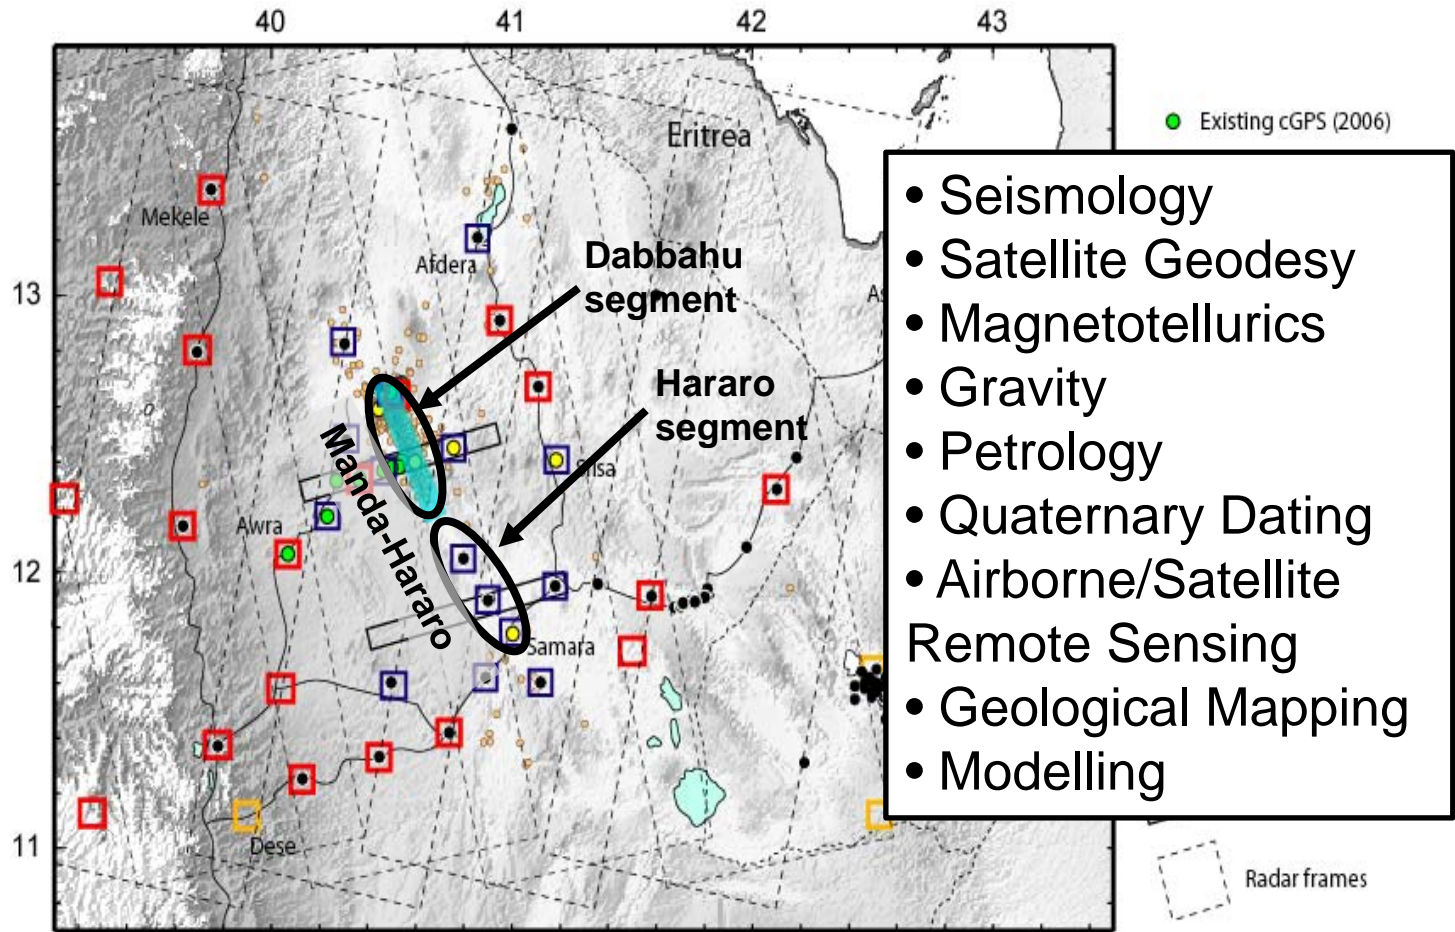 40 41 42 43
Eritrea
Existing cGPS (2006)
Mekele
Afdera
13
Dabbahu
segment
As
• Seismology
• Satellite Geodesy
• Magnetotellurics
• Gravity
• Petrology
• Quaternary Dating
• Airborne/Satellite
Remote Sensing
• Geological Mapping
• Modelling
Hararo
segment
Manda-Hararo
Awra
12
Samara
11
Dese
Radar frames